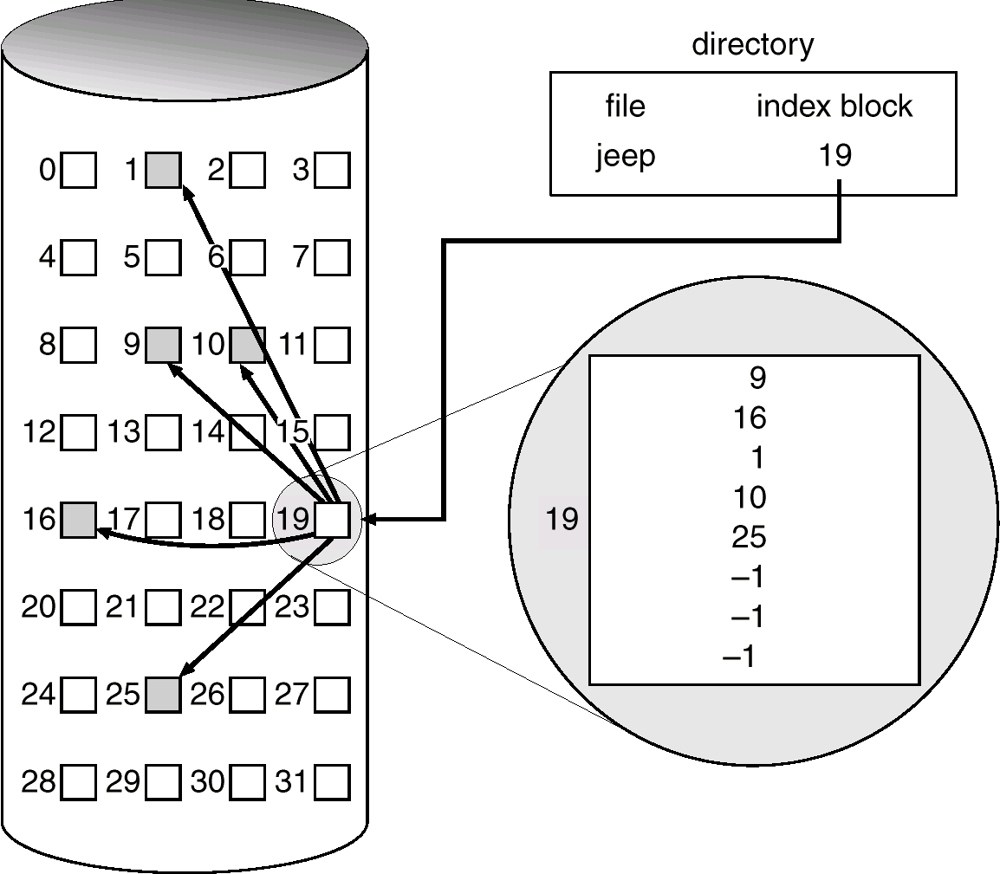 directory
file index block
jeep 19
0 1 2 3
4 5 6 7
8 9 10 11
12 13 14 15
16 17 18 19
20 21 22 23
24 25 26 27
28 29 30 31
19
9
16
1
10
25
–1
–1
–1